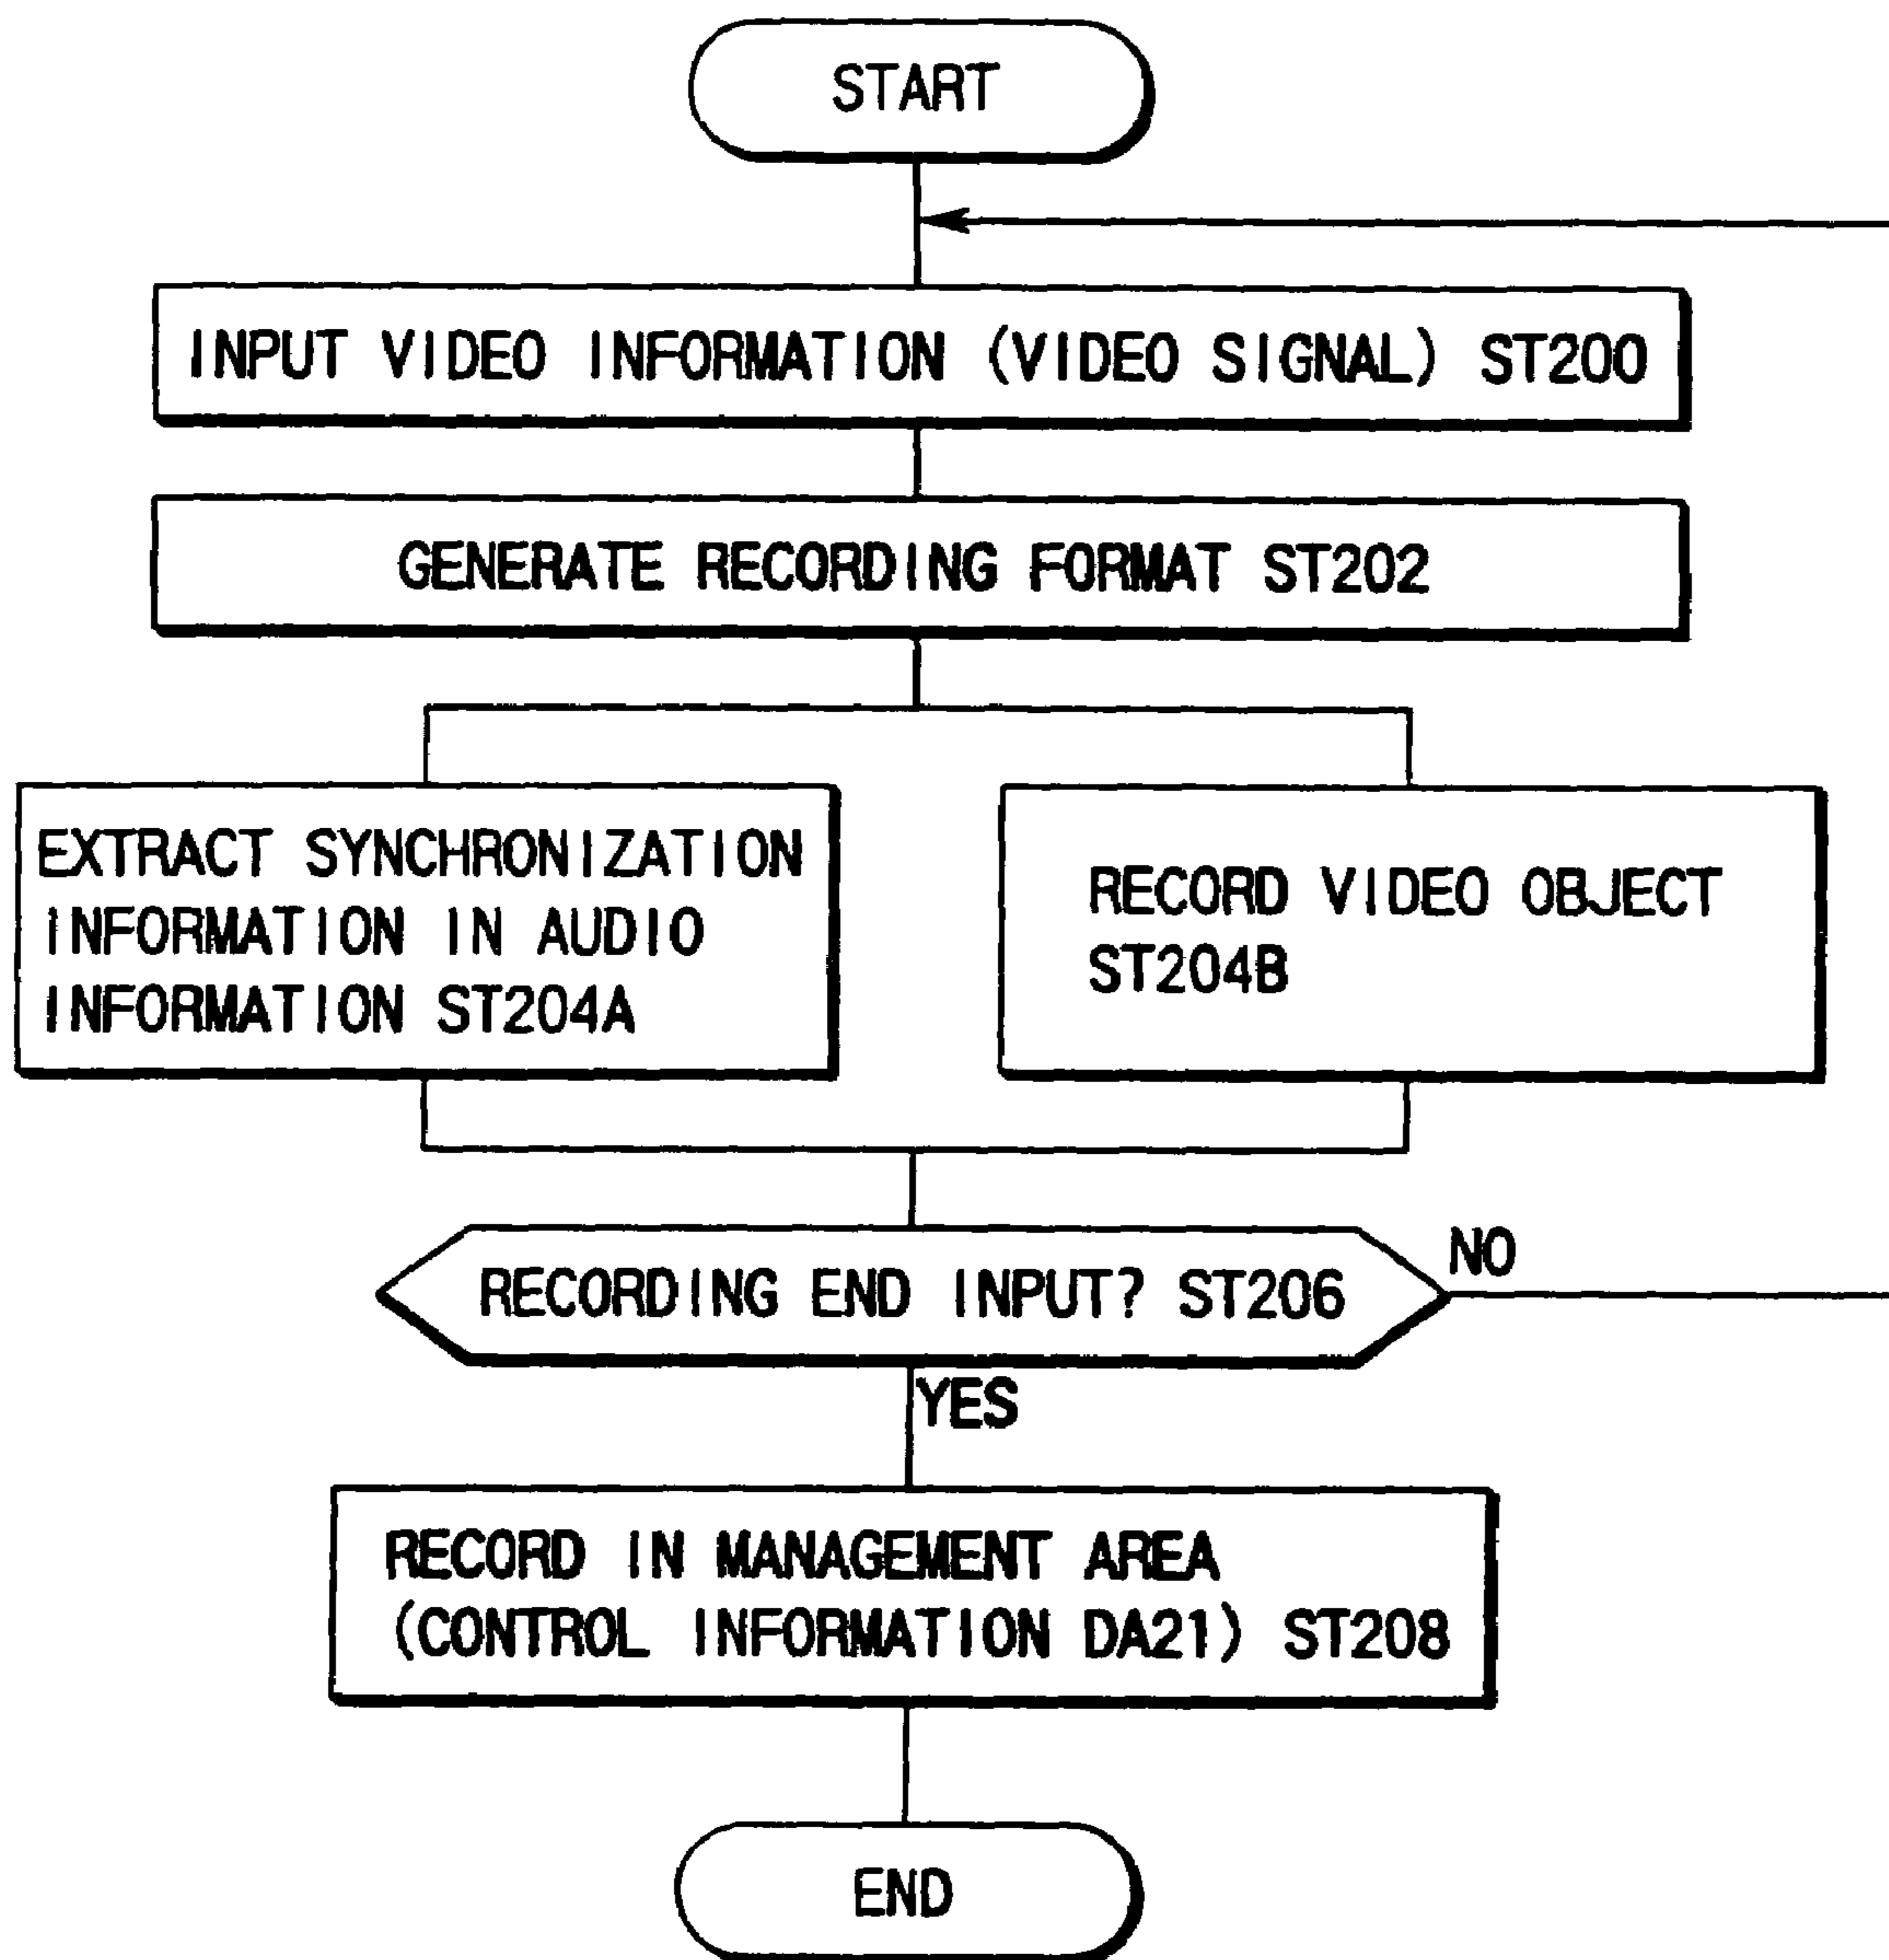 START
INPUT VIDEO INFORMATION (VIDEO SIGNAL) ST200
GENERATE RECORDING FORMAT ST202
EXTRACT SYNCHRONIZATION
INFORMATION IN AUDIO
INFORMATION ST204A
RECORD VIDEO OBJECT
ST204B
RECORDING END INPUT? ST206
NO
YES
RECORD IN MANAGEMENT AREA
(CONTROL INFORMATION DA21) ST208
END